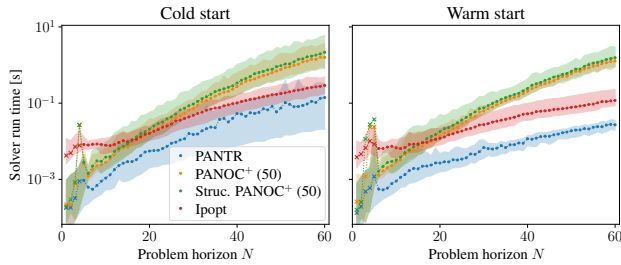 Cold start
Warm start
Solver run time [s]
10^1
10^−1
10^−3
PANTR
PANOC^+ (50)
Struc. PANOC^+ (50)
Ipopt
0 20 40 60
0 20 40 60
Problem horizon N
Problem horizon N